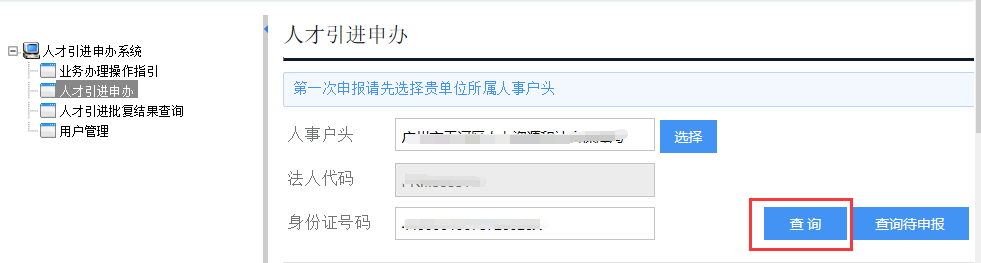 人才引进申办系统
业务办理操作指引
人才引进申办
人才引进批复结果查询
用户管理
人才引进申办
第一次申报请先选择贵单位所属人事户头
人事户头
选择
法人代码
身份证号码
查 询
查询待申报